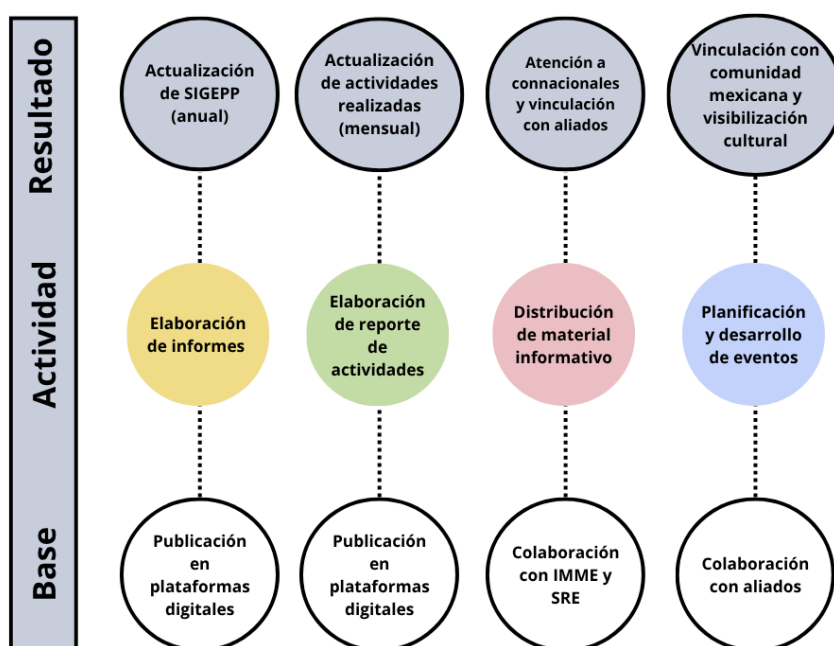 Resultado
Actualización
de SIGEPP
(anual)
Actualización
de actividades
realizadas
(mensual)
Atención a
connacionales
y vinculación
con aliados
Vinculación con
comunidad
mexicana y
visibilización
cultural
Actividad
Elaboración
de informes
Elaboración
de reporte
de
actividades
Distribución
de material
informativo
Planificación
y desarrollo
de eventos
Base
Publicación
en
plataformas
digitales
Publicación
en
plataformas
digitales
Colaboración
con IMME y
SRE
Colaboración
con aliados